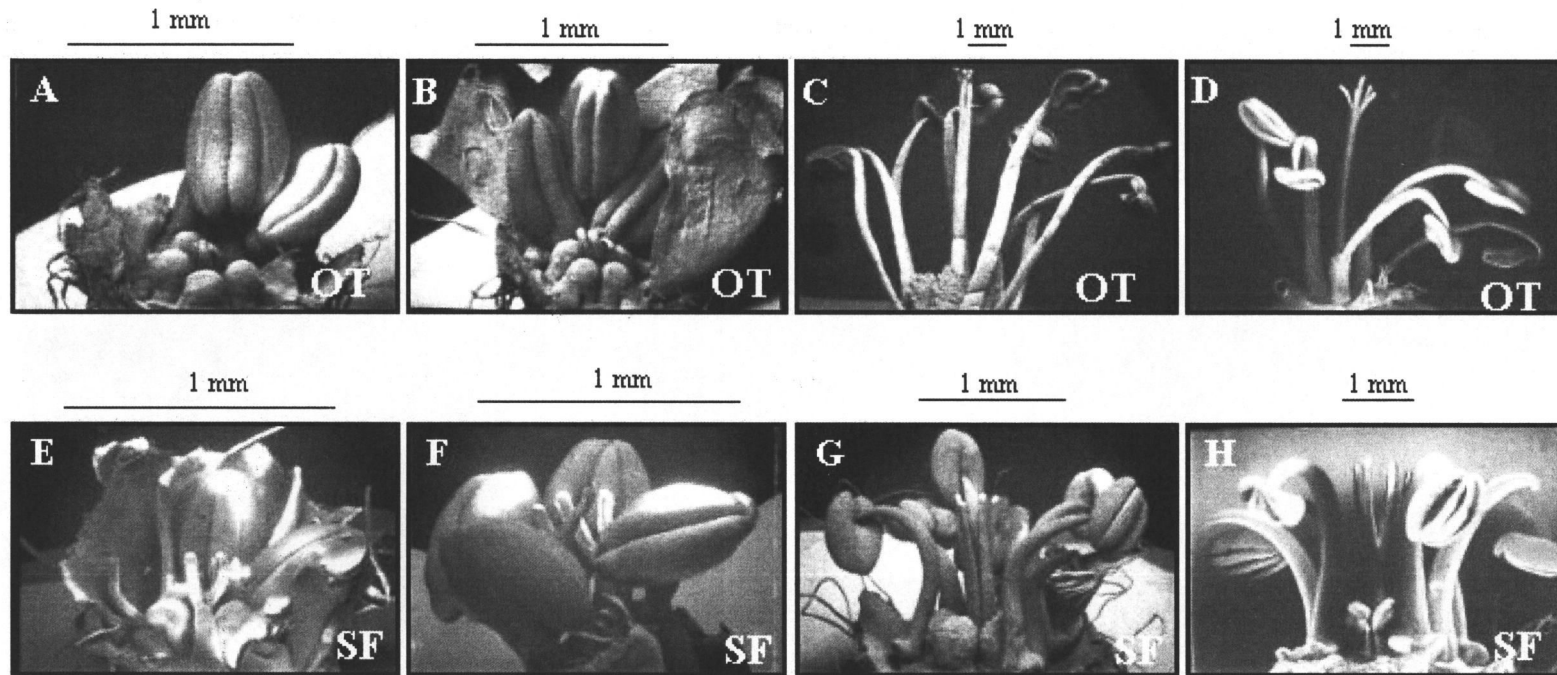 1 mm 1 mm 1 mm 1 mm
A B C D
OT OT OT OT
1 mm 1 mm 1 mm 1 mm
E F G H
SF SF SF SF